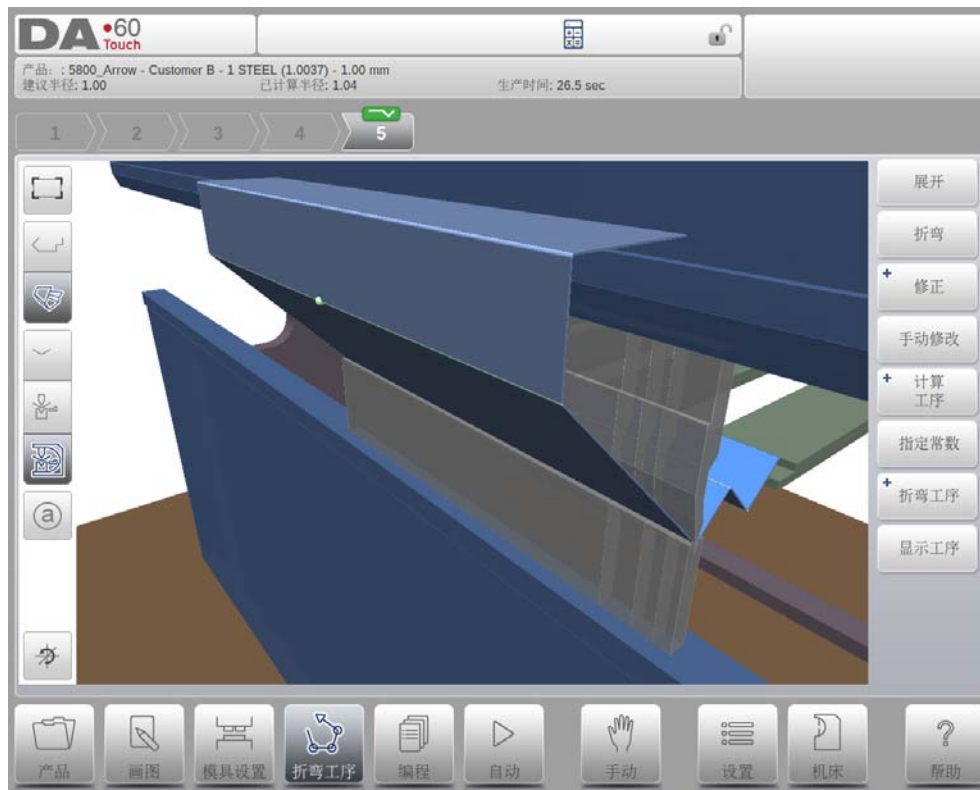 DA•60
Touch
产品: : 5800_Arrow - Customer B - 1 STEEL (1.0037) - 1.00 mm
建议半径: 1.00 已计算半径: 1.04 生产时间: 26.5 sec
1 2 3 4 5
展开
折弯
+ 修正
手动修改
+ 计算
工序
指定常数
+ 折弯工序
显示工序
a
产品 画图 模具设置 折弯工序 编程 自动 手动 设置 机床 帮助